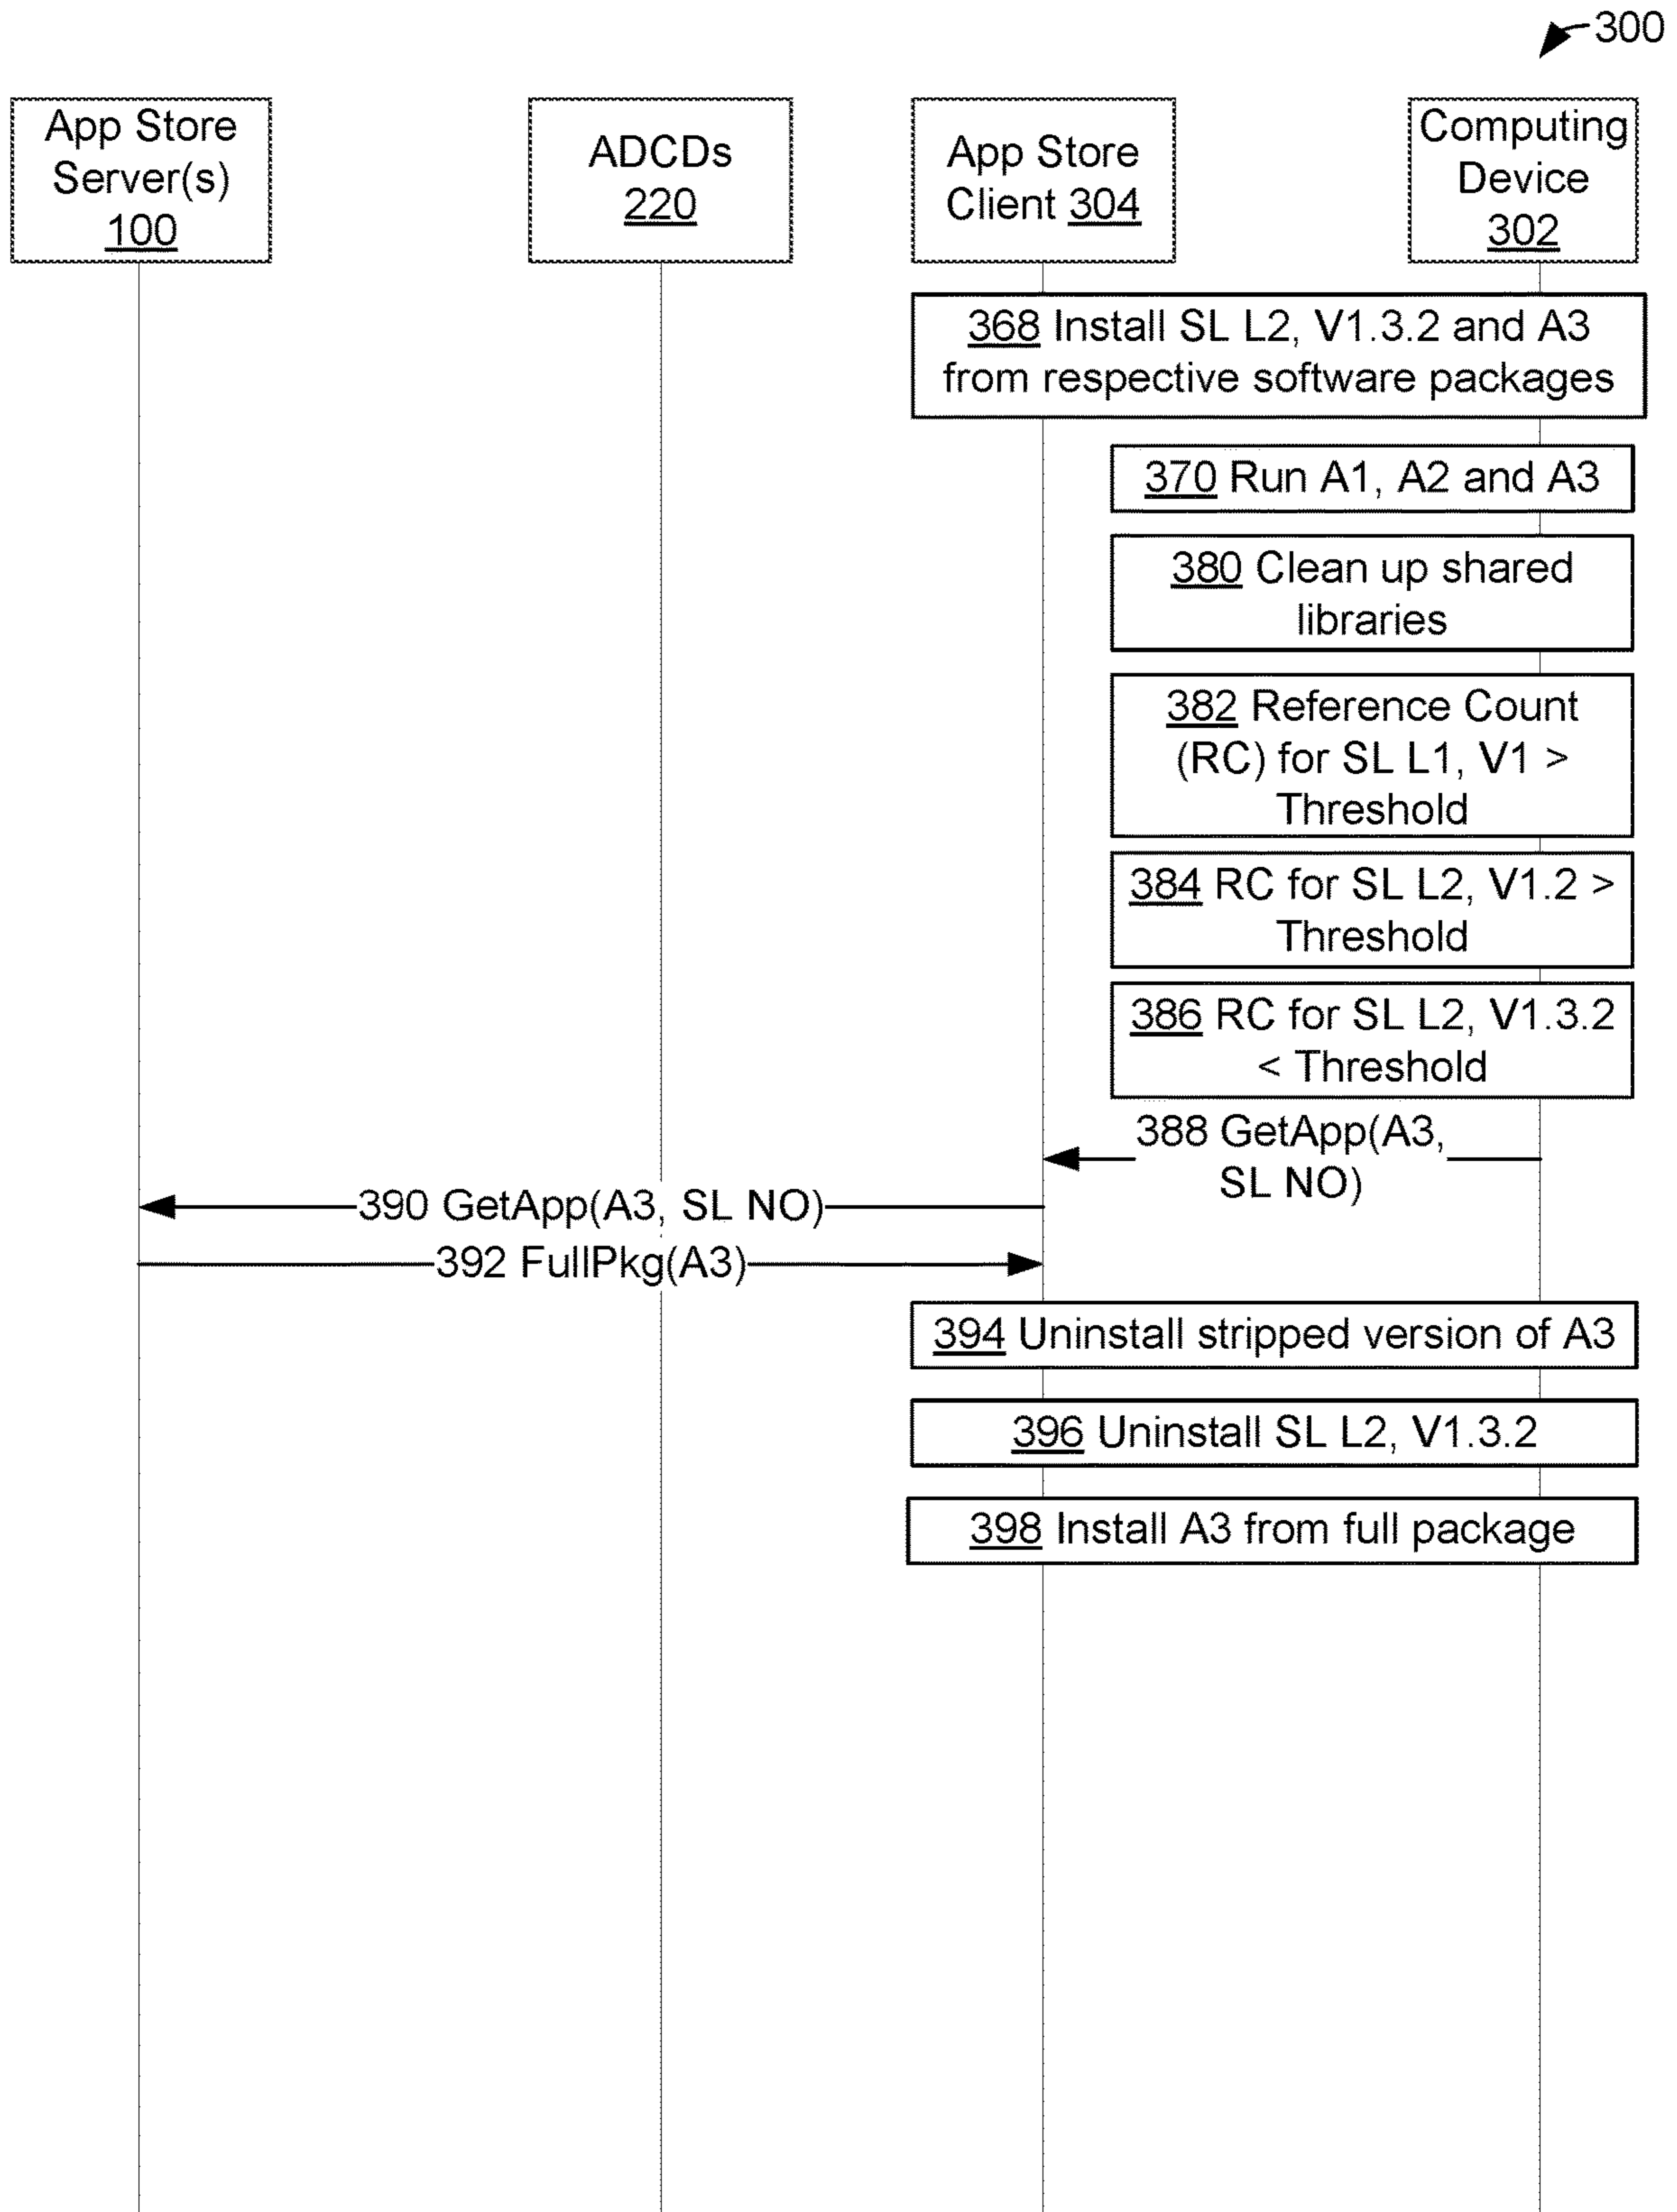 300
App Store
Server(s)
100
ADCDs
220
App Store
Client 304
Computing
Device
302
368 Install SL L2, V1.3.2 and A3
from respective software packages
370 Run A1, A2 and A3
380 Clean up shared
libraries
382 Reference Count
(RC) for SL L1, V1 >
Threshold
384 RC for SL L2, V1.2 >
Threshold
386 RC for SL L2, V1.3.2
< Threshold
388 GetApp(A3,
SL NO)
390 GetApp(A3, SL NO)
392 FullPkg(A3)
394 Uninstall stripped version of A3
396 Uninstall SL L2, V1.3.2
398 Install A3 from full package